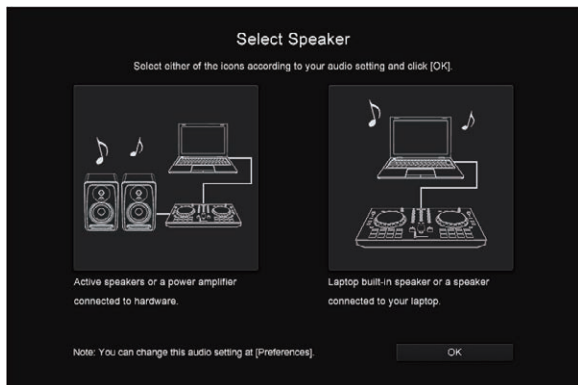 Select Speaker
Select either of the icons according to your audio setting and click [OK].
Active speakers or a power amplifier
connected to hardware.
Laptop built-in speaker or a speaker
connected to your laptop.
Note: You can change this audio setting at [Preferences].
OK